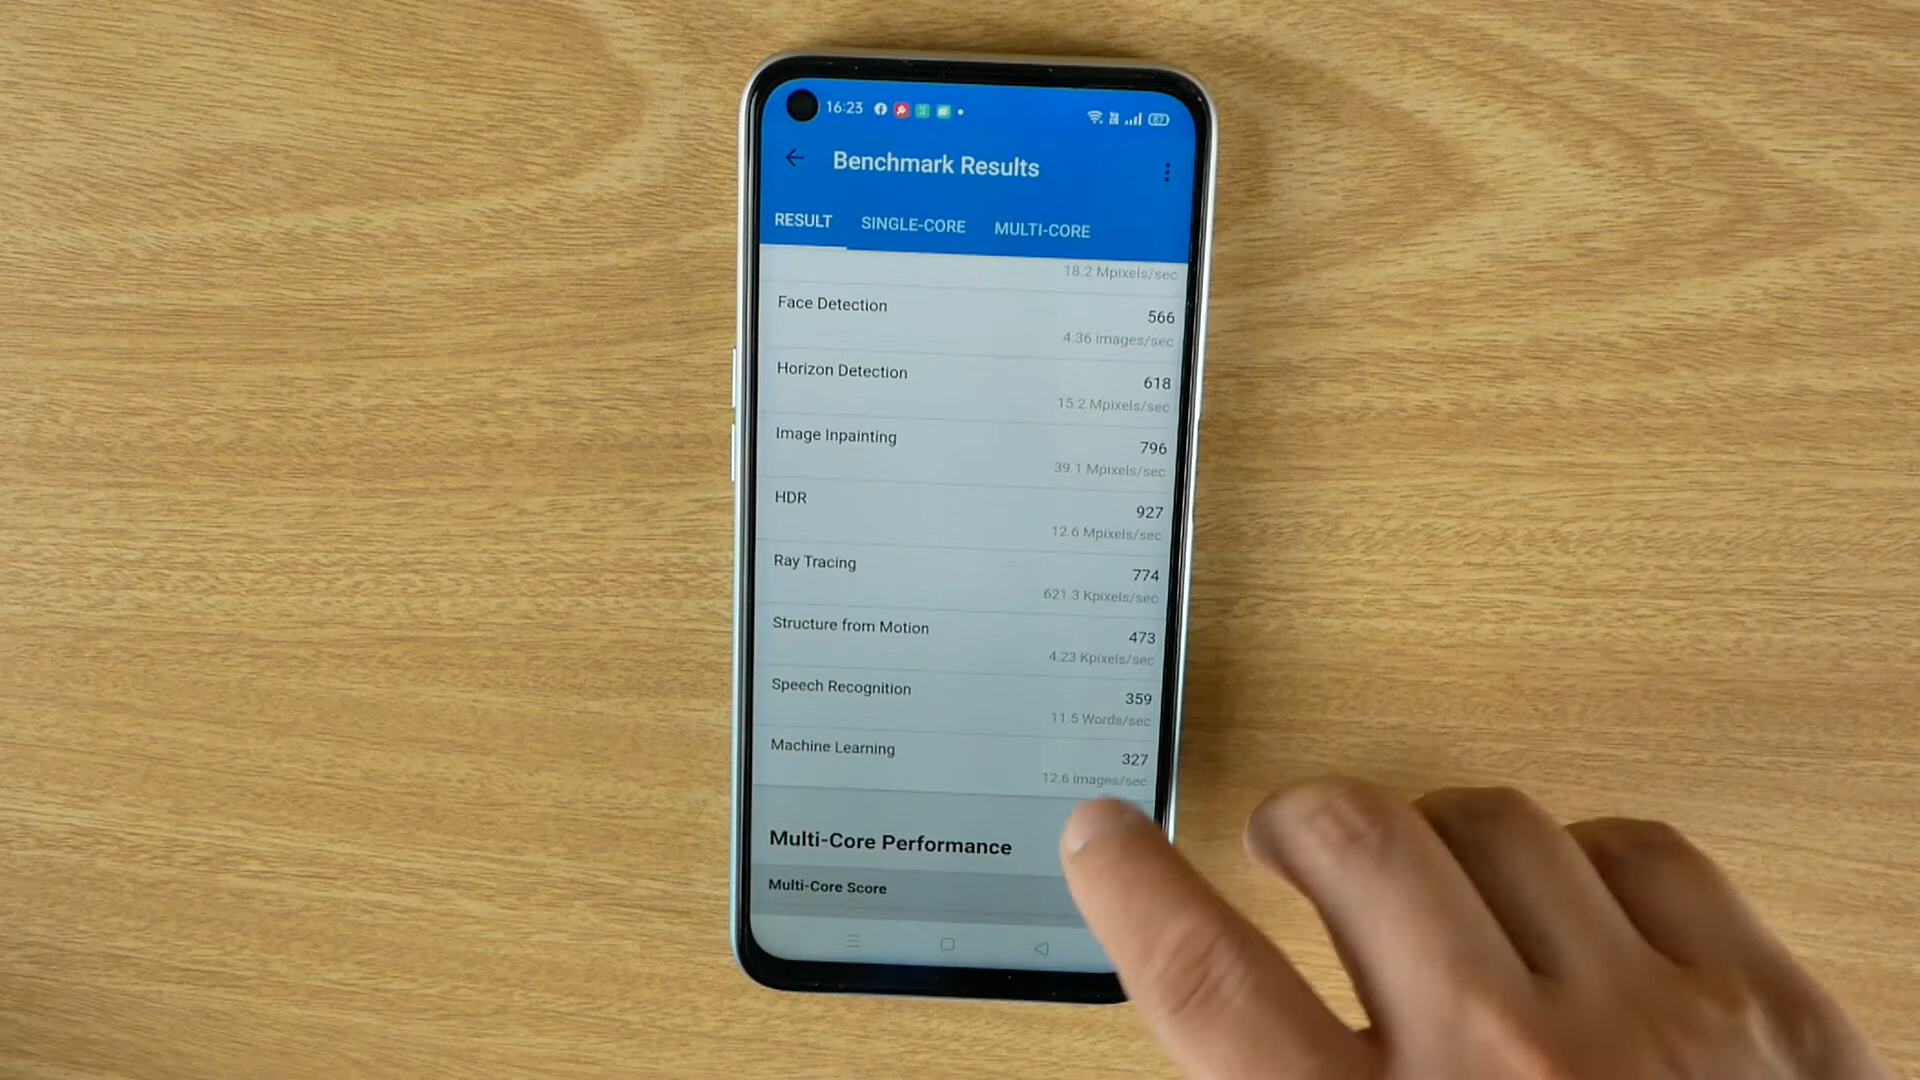 16:23
67
Benchmark Results
RESULT SINGLE-CORE MULTI-CORE
18.2 Mpixels/sec
Face Detection 566
4.36 images/sec
Horizon Detection 618
15.2 Mpixels/sec
Image Inpainting 796
39.1 Mpixels/sec
HDR 927
12.6 Mpixels/sec
Ray Tracing 774
621.3 Kpixels/sec
Structure from Motion 473
4.23 Kpixels/sec
Speech Recognition 359
11.5 Words/sec
Machine Learning 327
12.6 images/sec
Multi-Core Performance
Multi-Core Score